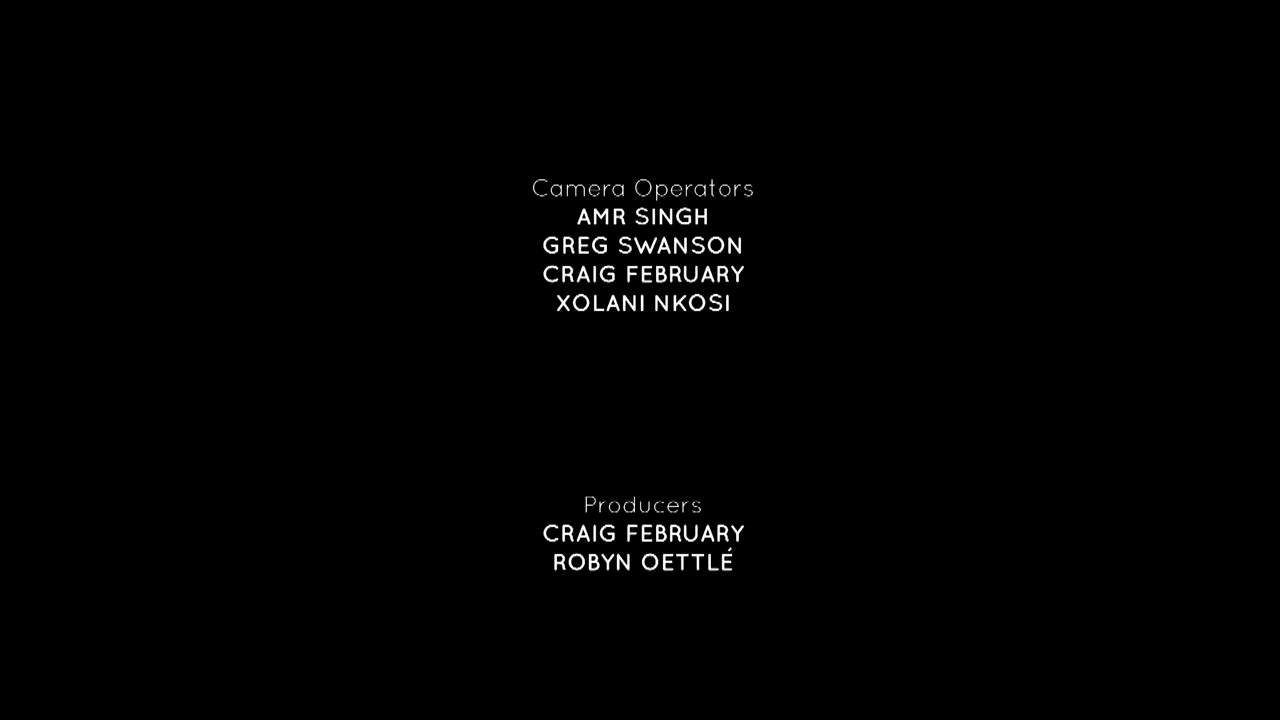 Camera Operators
AMR SINGH
GREG SWANSON
CRAIG FEBRUARY
XOLANI NKOSI
Producers
CRAIG FEBRUARY
ROBYN OETTLÉ